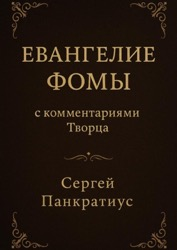 ЕВАНГЕЛИЕ
ФОМЫ
с комментариями
Творца
Сергей
Панкратиус